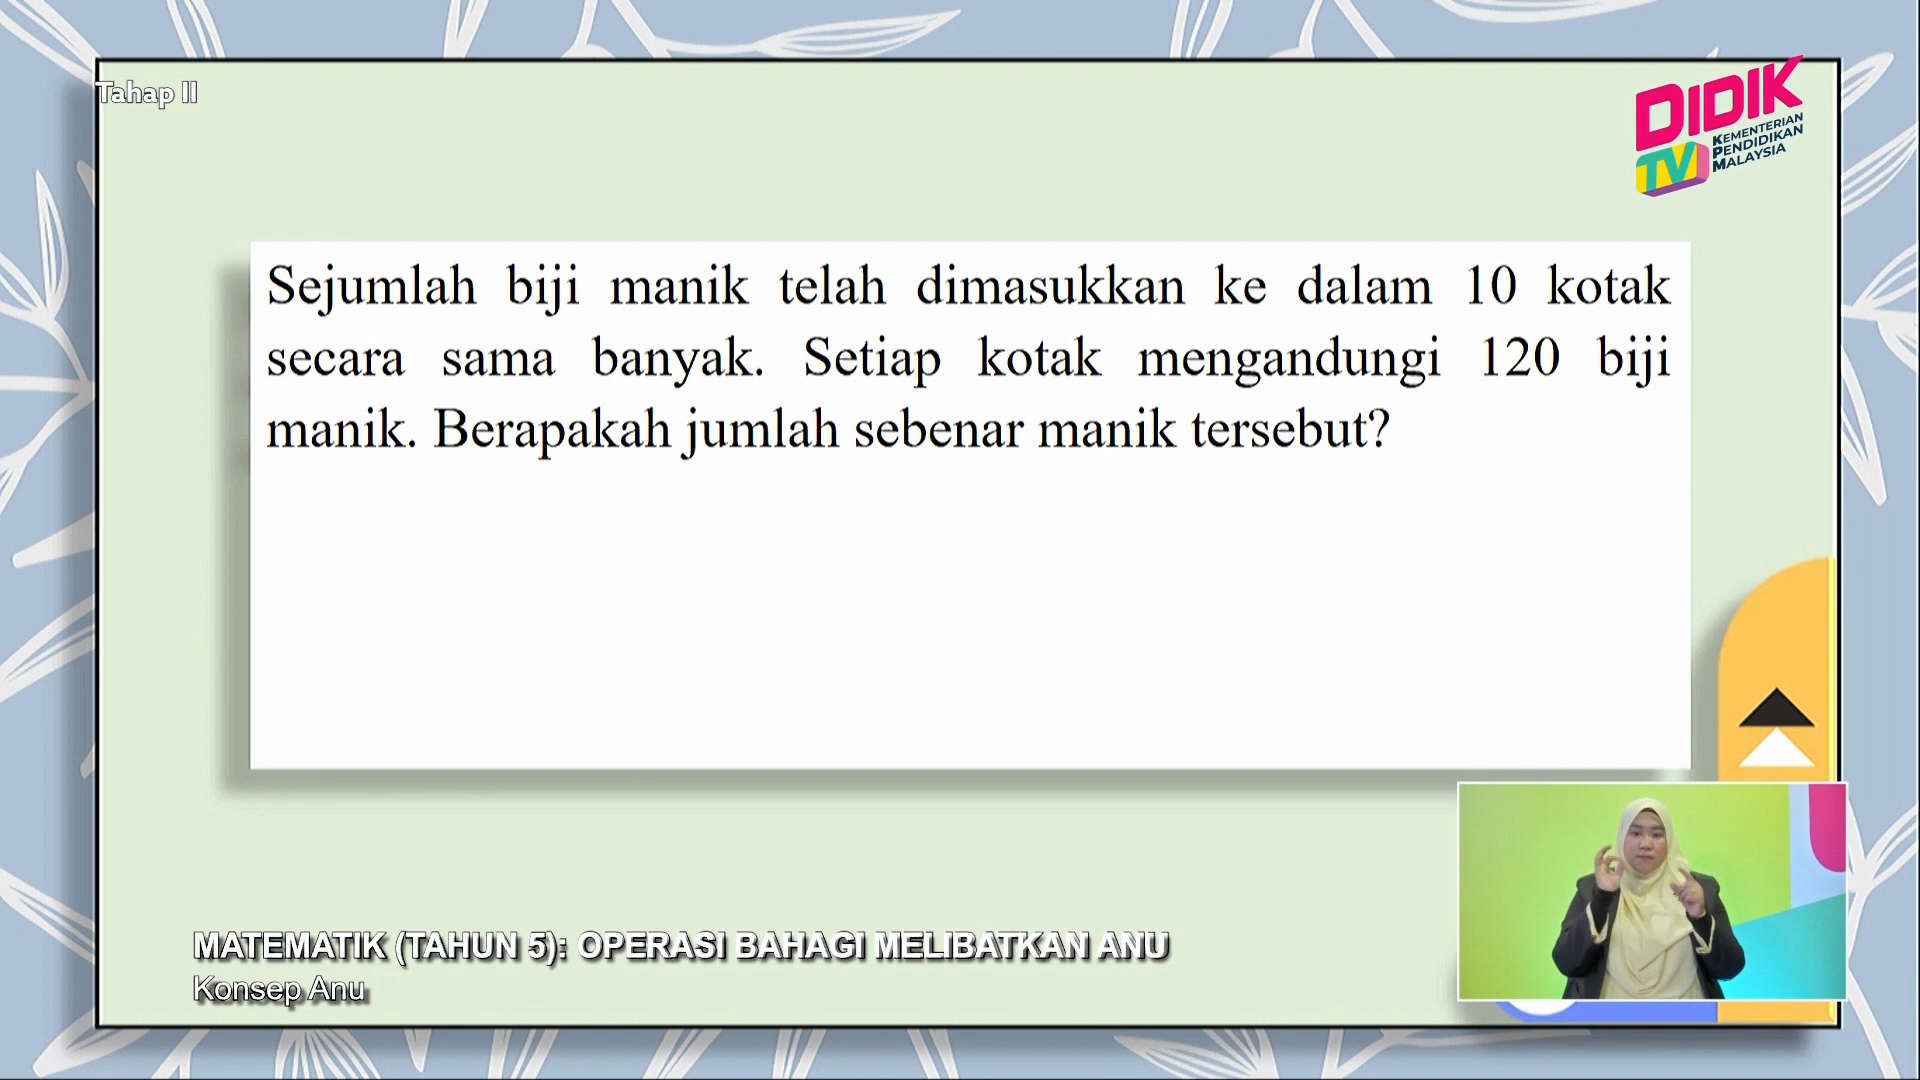 Tahap II
DIDIK
TV
KEMENTERIAN
PENDIDIKAN
MALAYSIA
Sejumlah biji manik telah dimasukkan ke dalam 10 kotak
secara sama banyak. Setiap kotak mengandungi 120 biji
manik. Berapakah jumlah sebenar manik tersebut?
MATEMATIK (TAHUN 5): OPERASI BAHAGI MELIBATKAN ANU
Konsep Anu